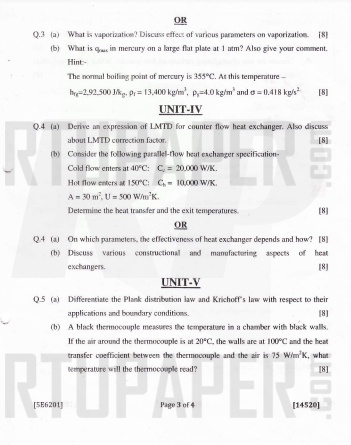 OR
Q.3 (a) What is vaporization? Discuss effect of various parameters on vaporization. [8]
(b) What is qmax in mercury on a large flat plate at 1 atm? Also give your comment.
Hint:-
The normal boiling point of mercury is 355°C. At this temperature –
hfg=2,92,500 J/kg, ρf = 13,400 kg/m³, ρg=4.0 kg/m³ and σ = 0.418 kg/s². [8]
UNIT-IV
Q.4 (a) Derive an expression of LMTD for counter flow heat exchanger. Also discuss
about LMTD correction factor. [8]
(b) Consider the following parallel-flow heat exchanger specification-
Cold flow enters at 40°C: Cc = 20,000 W/K.
Hot flow enters at 150°C: Ch = 10,000 W/K.
A = 30 m², U = 500 W/m²K.
Determine the heat transfer and the exit temperatures. [8]
OR
Q.4 (a) On which parameters, the effectiveness of heat exchanger depends and how? [8]
(b) Discuss various constructional and manufacturing aspects of heat
exchangers. [8]
UNIT-V
Q.5 (a) Differentiate the Plank distribution law and Krichoff's law with respect to their
applications and boundary conditions. [8]
(b) A black thermocouple measures the temperature in a chamber with black walls.
If the air around the thermocouple is at 20°C, the walls are at 100°C and the heat
transfer coefficient between the thermocouple and the air is 75 W/m²K, what
temperature will the thermocouple read? [8]
RTUPAPER.com
[5E6201] Page 3 of 4 [14520]